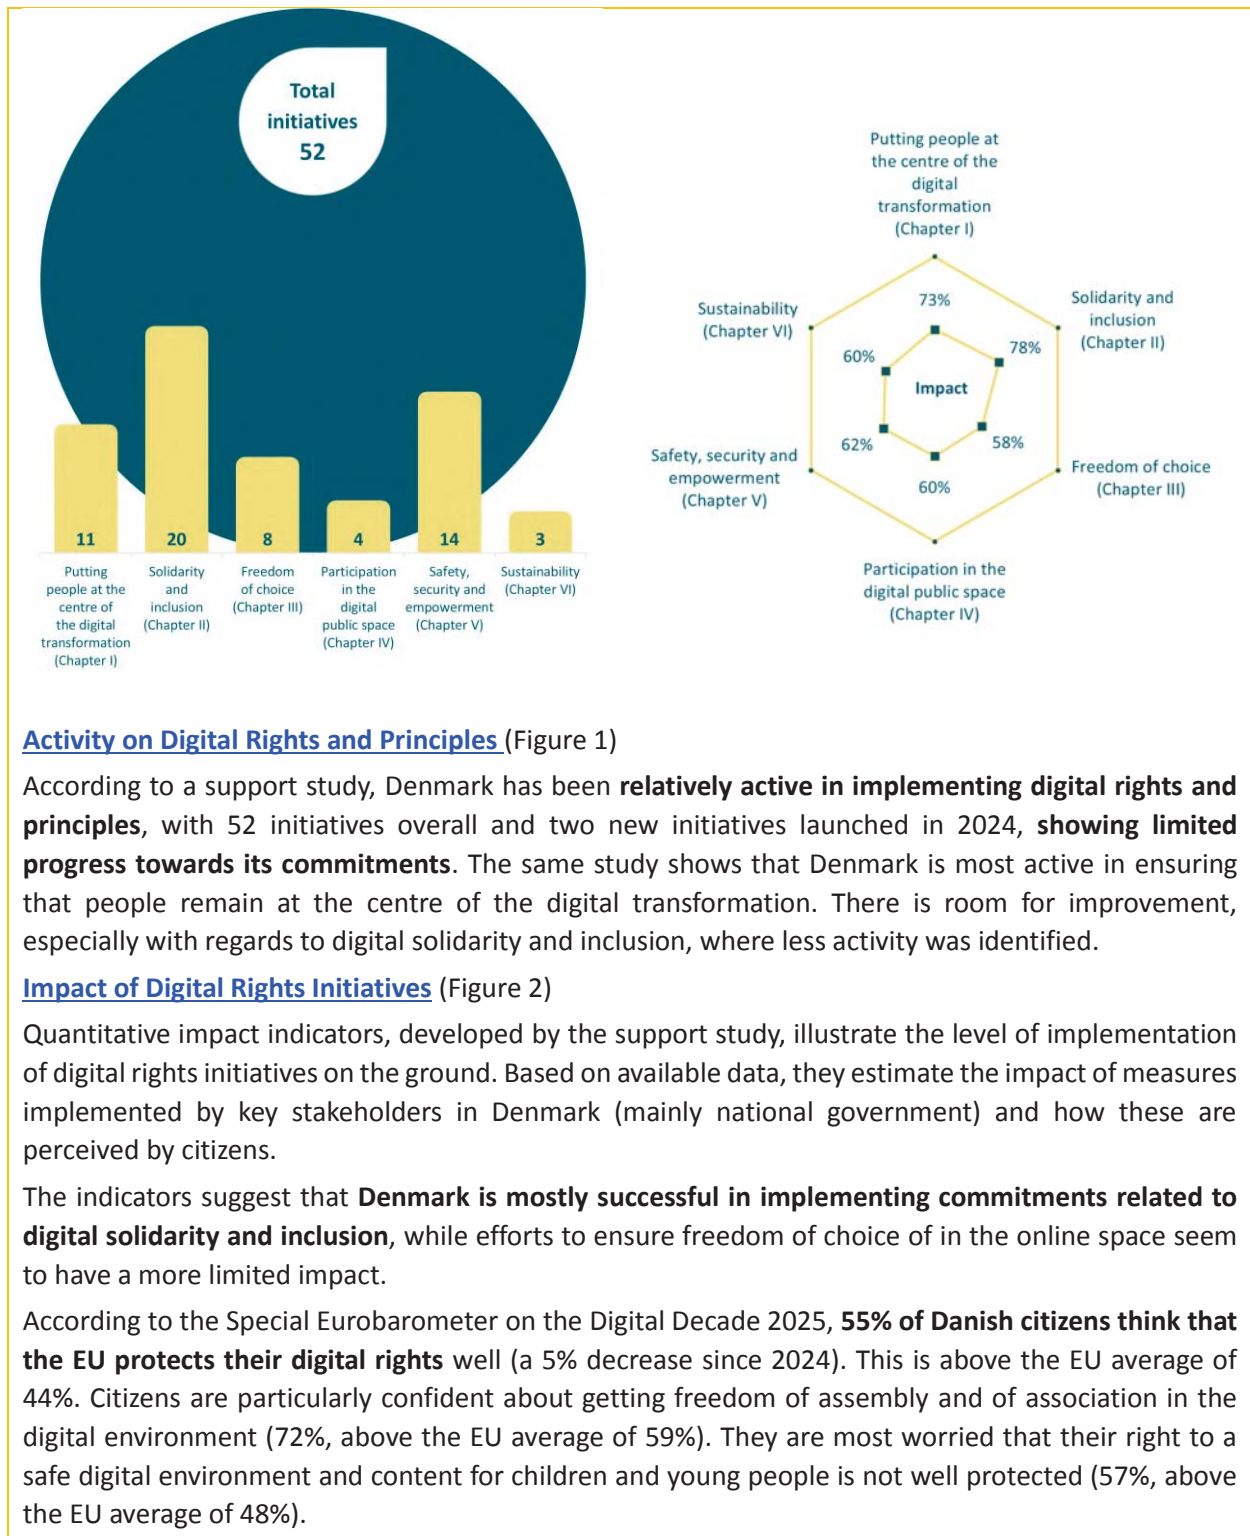 Total
initiatives
52
11
20
8
4
14
3
Putting
people at the
centre of
the digital
transformation
(Chapter I)
Solidarity
and
inclusion
(Chapter II)
Freedom
of choice
(Chapter III)
Participation
in the
digital
public space
(Chapter IV)
Safety,
security and
empowerment
(Chapter V)
Sustainability
(Chapter VI)
Putting people at
the centre of the
digital
transformation
(Chapter I)
73%
Solidarity and
inclusion
(Chapter II)
78%
Freedom of choice
(Chapter III)
58%
Participation in the
digital public space
(Chapter IV)
60%
Safety, security and
empowerment
(Chapter V)
62%
Sustainability
(Chapter VI)
60%
Impact
Activity on Digital Rights and Principles (Figure 1)
According to a support study, Denmark has been relatively active in implementing digital rights and
principles, with 52 initiatives overall and two new initiatives launched in 2024, showing limited
progress towards its commitments. The same study shows that Denmark is most active in ensuring
that people remain at the centre of the digital transformation. There is room for improvement,
especially with regards to digital solidarity and inclusion, where less activity was identified.
Impact of Digital Rights Initiatives (Figure 2)
Quantitative impact indicators, developed by the support study, illustrate the level of implementation
of digital rights initiatives on the ground. Based on available data, they estimate the impact of measures
implemented by key stakeholders in Denmark (mainly national government) and how these are
perceived by citizens.
The indicators suggest that Denmark is mostly successful in implementing commitments related to
digital solidarity and inclusion, while efforts to ensure freedom of choice of in the online space seem
to have a more limited impact.
According to the Special Eurobarometer on the Digital Decade 2025, 55% of Danish citizens think that
the EU protects their digital rights well (a 5% decrease since 2024). This is above the EU average of
44%. Citizens are particularly confident about getting freedom of assembly and of association in the
digital environment (72%, above the EU average of 59%). They are most worried that their right to a
safe digital environment and content for children and young people is not well protected (57%, above
the EU average of 48%).